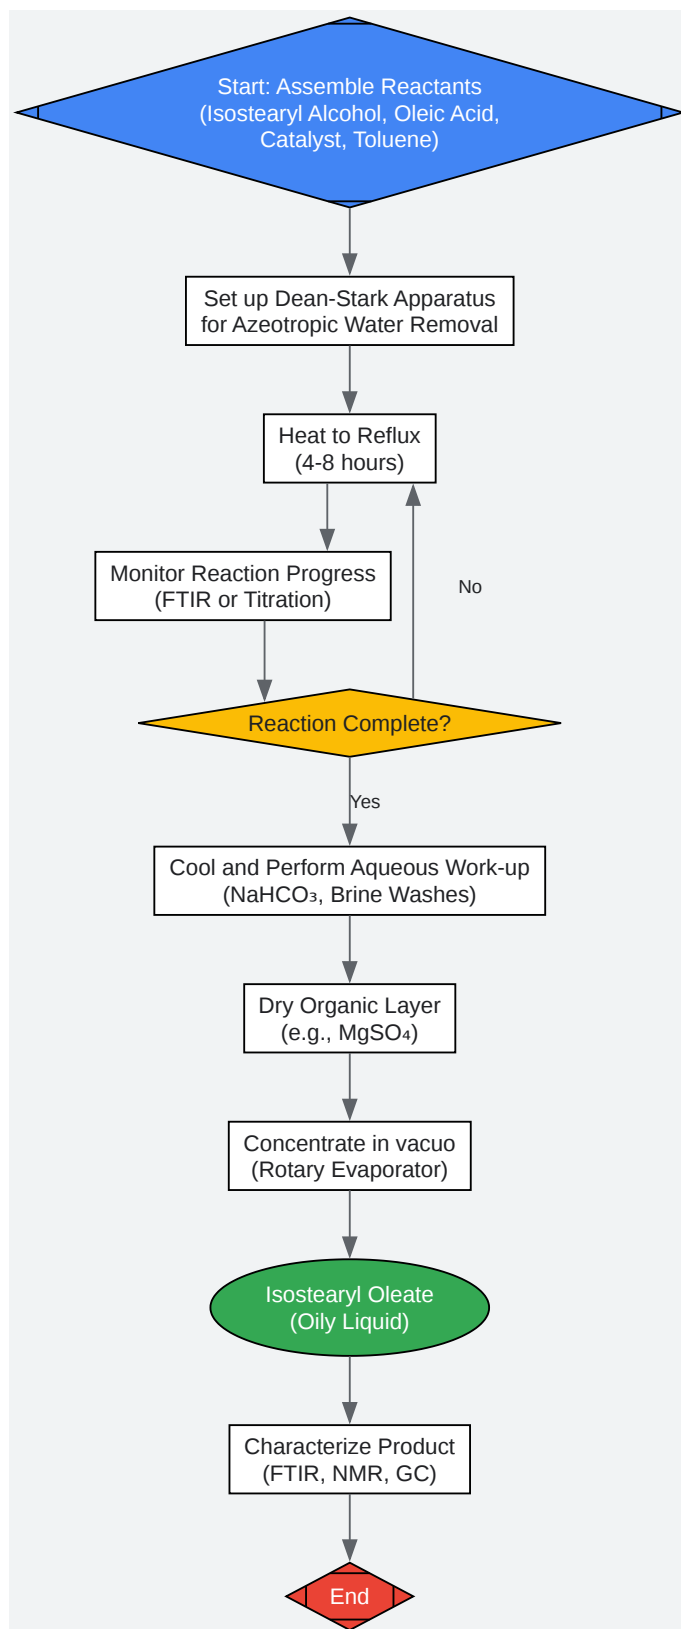 Start: Assemble Reactants
(Isostearyl Alcohol, Oleic Acid,
Catalyst, Toluene)
Set up Dean-Stark Apparatus
for Azeotropic Water Removal
Heat to Reflux
(4-8 hours)
Monitor Reaction Progress
(FTIR or Titration)
No
Reaction Complete?
Yes
Cool and Perform Aqueous Work-up
(NaHCO₃, Brine Washes)
Dry Organic Layer
(e.g., MgSO₄)
Concentrate in vacuo
(Rotary Evaporator)
Isostearyl Oleate
(Oily Liquid)
Characterize Product
(FTIR, NMR, GC)
End